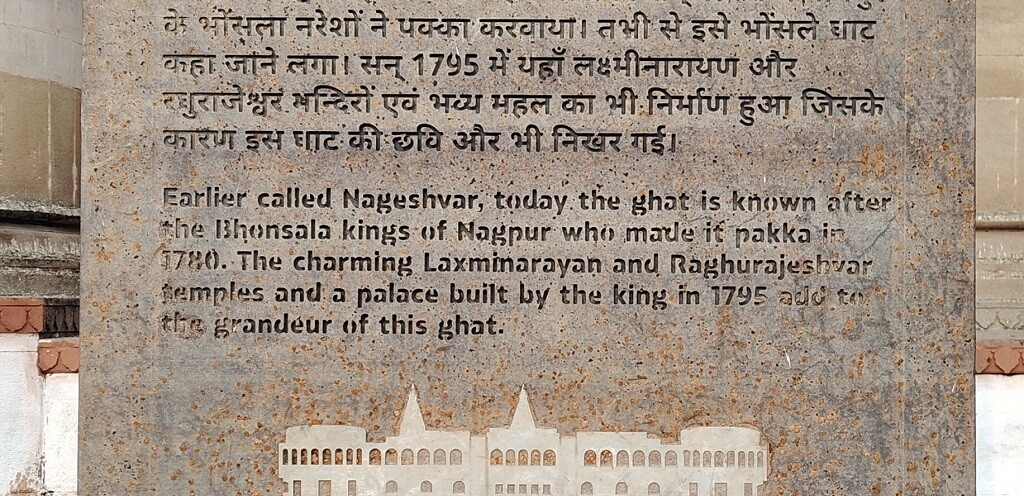 के भोंसला नरेशों ने पक्का करवाया। तभी से इसे भोंसले घाट
कहा जाने लगा। सन् 1795 में यहाँ लक्ष्मीनारायण और
रघुराजेश्वर मन्दिरों एवं भव्य महल का भी निर्माण हुआ जिसके
कारण इस घाट की छवि और भी निखर गई।
Earlier called Nageshvar, today the ghat is known after
the Bhonsala kings of Nagpur who made it pakka in
1780. The charming Laxminarayan and Raghurajeshvar
temples and a palace built by the king in 1795 add to
the grandeur of this ghat.